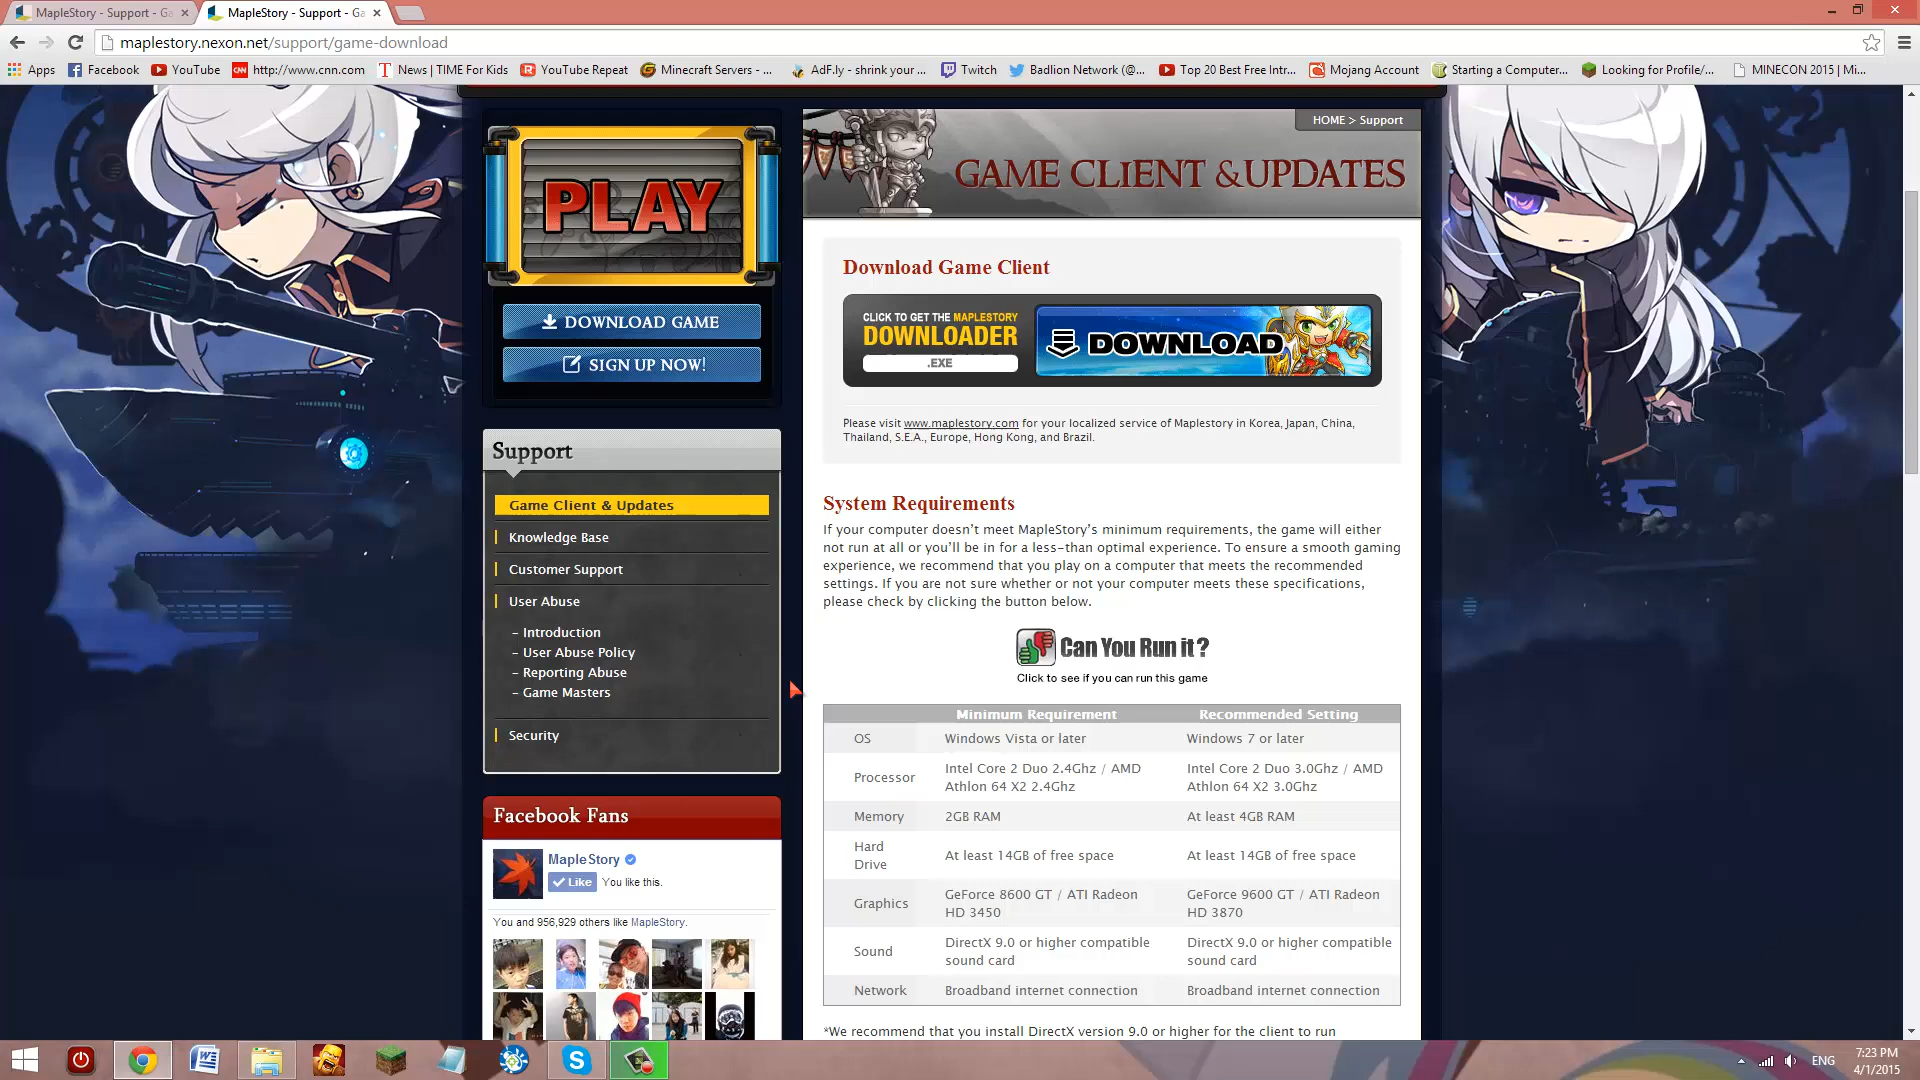 MapleStory - Support - Ga
MapleStory - Support - Ga
maplestory.nexon.net/support/game-download
Apps
Facebook
YouTube
http://www.cnn.com
News | TIME For Kids
YouTube Repeat
Minecraft Servers - ...
AdF.ly - shrink your ...
Twitch
Badlion Network (@...
Top 20 Best Free Intr...
Mojang Account
Starting a Computer...
Looking for Profile/...
MINECON 2015 | Mi...
PLAY
DOWNLOAD GAME
SIGN UP NOW!
Support
Game Client & Updates
Knowledge Base
Customer Support
User Abuse
- Introduction
- User Abuse Policy
- Reporting Abuse
- Game Masters
Security
Facebook Fans
MapleStory
Like You like this.
You and 956,929 others like MapleStory.
HOME > Support
GAME CLIENT & UPDATES
Download Game Client
CLICK TO GET THE MAPLESTORY
DOWNLOADER
.EXE
DOWNLOAD
Please visit www.maplestory.com for your localized service of Maplestory in Korea, Japan, China,
Thailand, S.E.A., Europe, Hong Kong, and Brazil.
System Requirements
If your computer doesn't meet MapleStory's minimum requirements, the game will either
not run at all or you'll be in for a less-than optimal experience. To ensure a smooth gaming
experience, we recommend that you play on a computer that meets the recommended
settings. If you are not sure whether or not your computer meets these specifications,
please check by clicking the button below.
Can You Run it?
Click to see if you can run this game
Minimum Requirement Recommended Setting
OS Windows Vista or later Windows 7 or later
Processor Intel Core 2 Duo 2.4Ghz / AMD Athlon 64 X2 2.4Ghz Intel Core 2 Duo 3.0Ghz / AMD Athlon 64 X2 3.0Ghz
Memory 2GB RAM At least 4GB RAM
Hard Drive At least 14GB of free space At least 14GB of free space
Graphics GeForce 8600 GT / ATI Radeon HD 3450 GeForce 9600 GT / ATI Radeon HD 3870
Sound DirectX 9.0 or higher compatible sound card DirectX 9.0 or higher compatible sound card
Network Broadband internet connection Broadband internet connection
*We recommend that you install DirectX version 9.0 or higher for the client to run
ENG
7:23 PM
4/1/2015